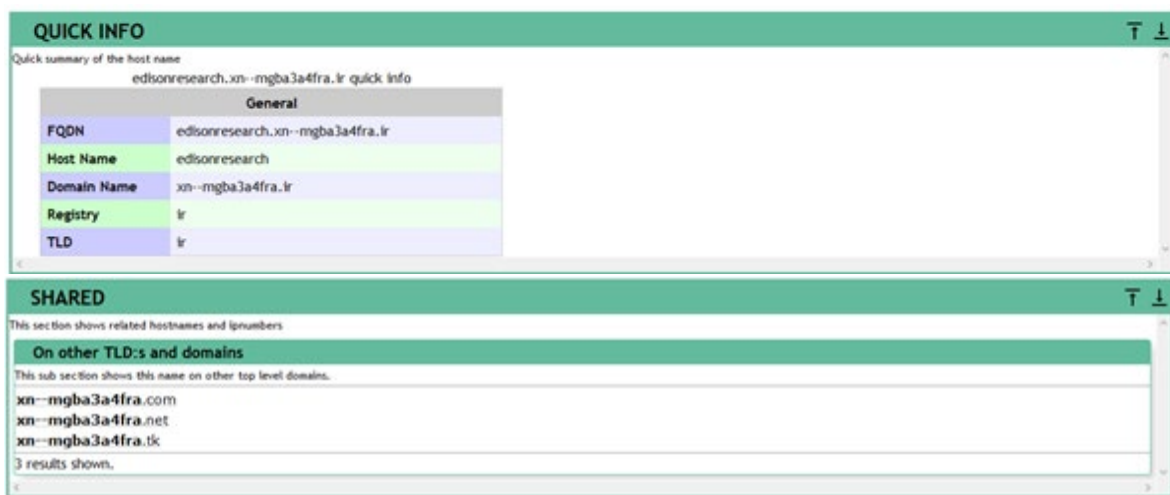 QUICK INFO
Quick summary of the host name
edisonresearch.xn--mgba3a4fra.ir quick info
General
FQDN edisonresearch.xn--mgba3a4fra.ir
Host Name edisonresearch
Domain Name xn--mgba3a4fra.ir
Registry ir
TLD ir
SHARED
This section shows related hostnames and ipnumbers
On other TLD:s and domains
This sub section shows this name on other top level domains.
xn--mgba3a4fra.com
xn--mgba3a4fra.net
xn--mgba3a4fra.tk
3 results shown.